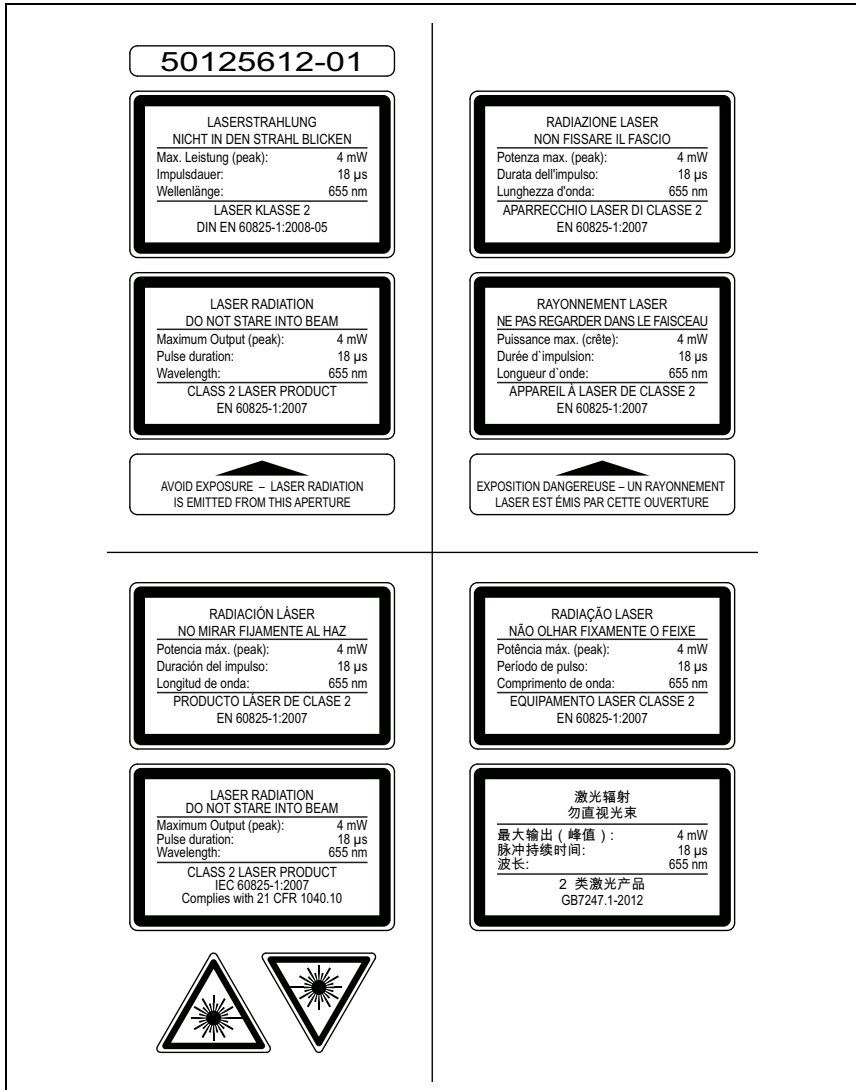 50125612-01
LASERSTRAHLUNG
NICHT IN DEN STRAHL BLICKEN
Max. Leistung (peak): 4 mW
Impulsdauer: 18 µs
Wellenlänge: 655 nm
LASER KLASSE 2
DIN EN 60825-1:2008-05
LASER RADIATION
DO NOT STARE INTO BEAM
Maximum Output (peak): 4 mW
Pulse duration: 18 µs
Wavelength: 655 nm
CLASS 2 LASER PRODUCT
EN 60825-1:2007
AVOID EXPOSURE – LASER RADIATION
IS EMITTED FROM THIS APERTURE
RADIAZIONE LASER
NON FISSARE IL FASCIO
Potenza max. (peak): 4 mW
Durata dell'impulso: 18 µs
Lunghezza d'onda: 655 nm
APARRECCHIO LASER DI CLASSE 2
EN 60825-1:2007
RAYONNEMENT LASER
NE PAS REGARDER DANS LE FAISCEAU
Puissance max. (crête): 4 mW
Durée d`impulsion: 18 µs
Longueur d`onde: 655 nm
APPAREIL À LASER DE CLASSE 2
EN 60825-1:2007
EXPOSITION DANGEREUSE – UN RAYONNEMENT
LASER EST ÉMIS PAR CETTE OUVERTURE
RADIACIÓN LÁSER
NO MIRAR FIJAMENTE AL HAZ
Potencia máx. (peak): 4 mW
Duración del impulso: 18 µs
Longitud de onda: 655 nm
PRODUCTO LÁSER DE CLASE 2
EN 60825-1:2007
LASER RADIATION
DO NOT STARE INTO BEAM
Maximum Output (peak): 4 mW
Pulse duration: 18 µs
Wavelength: 655 nm
CLASS 2 LASER PRODUCT
IEC 60825-1:2007
Complies with 21 CFR 1040.10
RADIAÇÃO LASER
NÃO OLHAR FIXAMENTE O FEIXE
Potência máx. (peak): 4 mW
Período de pulso: 18 µs
Comprimento de onda: 655 nm
EQUIPAMENTO LASER CLASSE 2
EN 60825-1:2007
激光辐射
勿直视光束
最大输出（峰值）: 4 mW
脉冲持续时间: 18 µs
波长: 655 nm
2 类激光产品
GB7247.1-2012